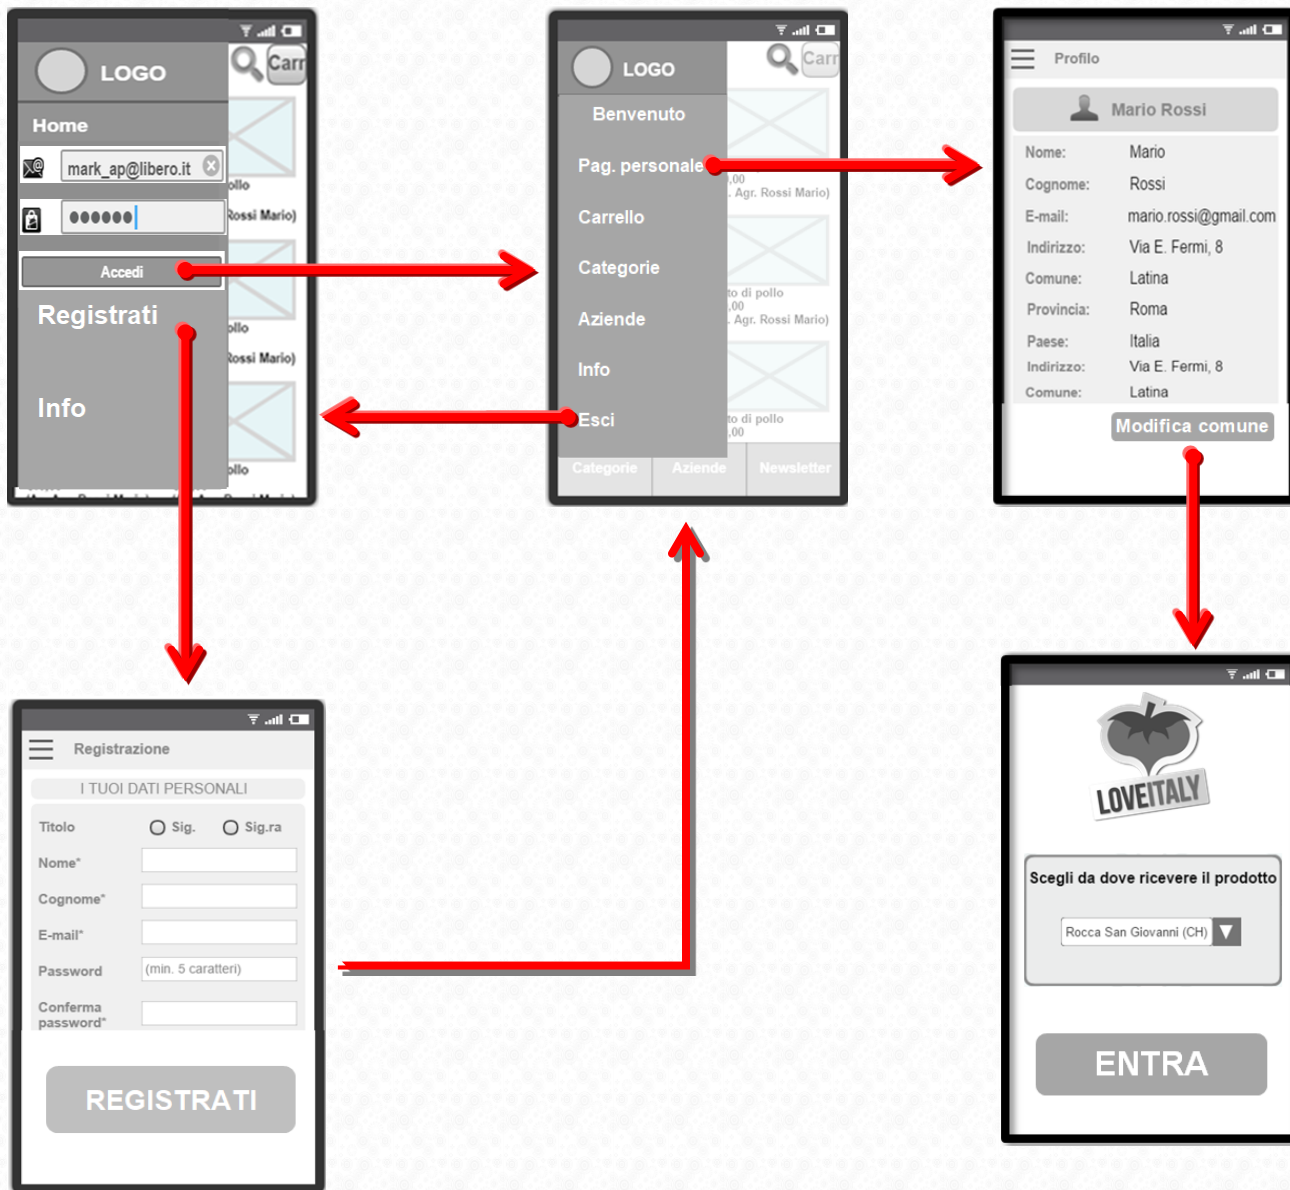 LOGO
Carr
Home
mark_ap@libero.it
ollo
Rossi Mario)
Accedi
Registrati
ollo
Rossi Mario)
Info
ollo
LOGO
Carr
Benvenuto
Pag. personale
,00
. Agr. Rossi Mario)
Carrello
Categorie
to di pollo
,00
Aziende
. Agr. Rossi Mario)
Info
Esci
to di pollo
,00
Categorie
Aziende
Newsletter
Profilo
Mario Rossi
Nome: Mario
Cognome: Rossi
E-mail: mario.rossi@gmail.com
Indirizzo: Via E. Fermi, 8
Comune: Latina
Provincia: Roma
Paese: Italia
Indirizzo: Via E. Fermi, 8
Comune: Latina
Modifica comune
Registrazione
I TUOI DATI PERSONALI
Titolo Sig. Sig.ra
Nome*
Cognome*
E-mail*
Password (min. 5 caratteri)
Conferma
password*
REGISTRATI
LOVEITALY
Scegli da dove ricevere il prodotto
Rocca San Giovanni (CH)
ENTRA